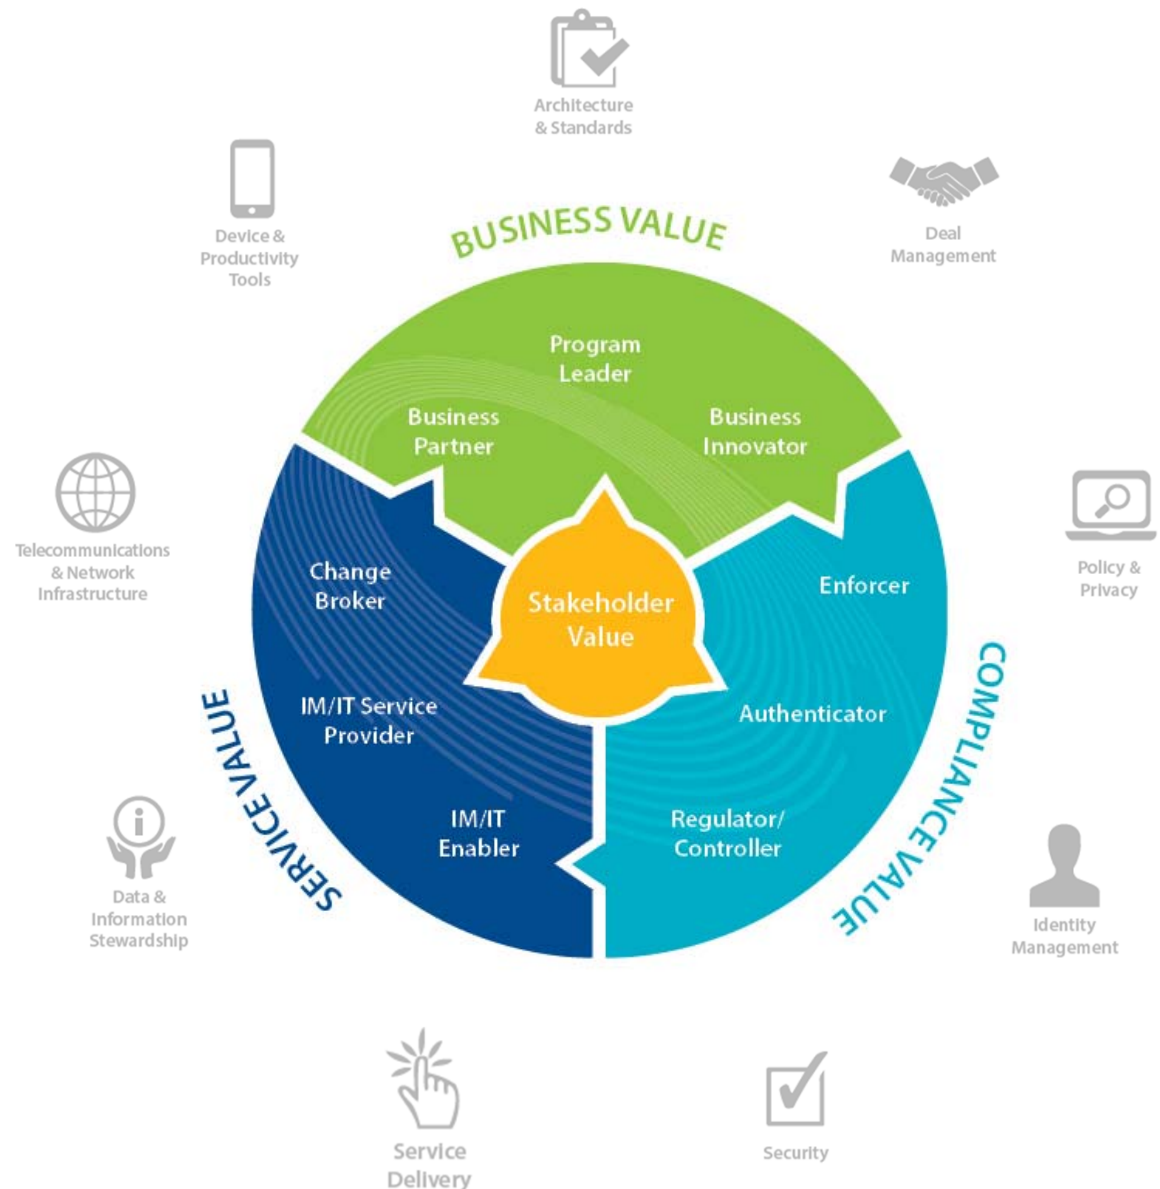 Architecture
& Standards
Device &
Productivity
Tools
Deal
Management
BUSINESS VALUE
Program
Leader
Business
Partner
Business
Innovator
Telecommunications
& Network
Infrastructure
Policy &
Privacy
Change
Broker
Stakeholder
Value
Enforcer
IM/IT Service
Provider
Authenticator
SERVICE VALUE
COMPLIANCE VALUE
IM/IT
Enabler
Regulator/
Controller
Data &
Information
Stewardship
Identity
Management
Service
Delivery
Security